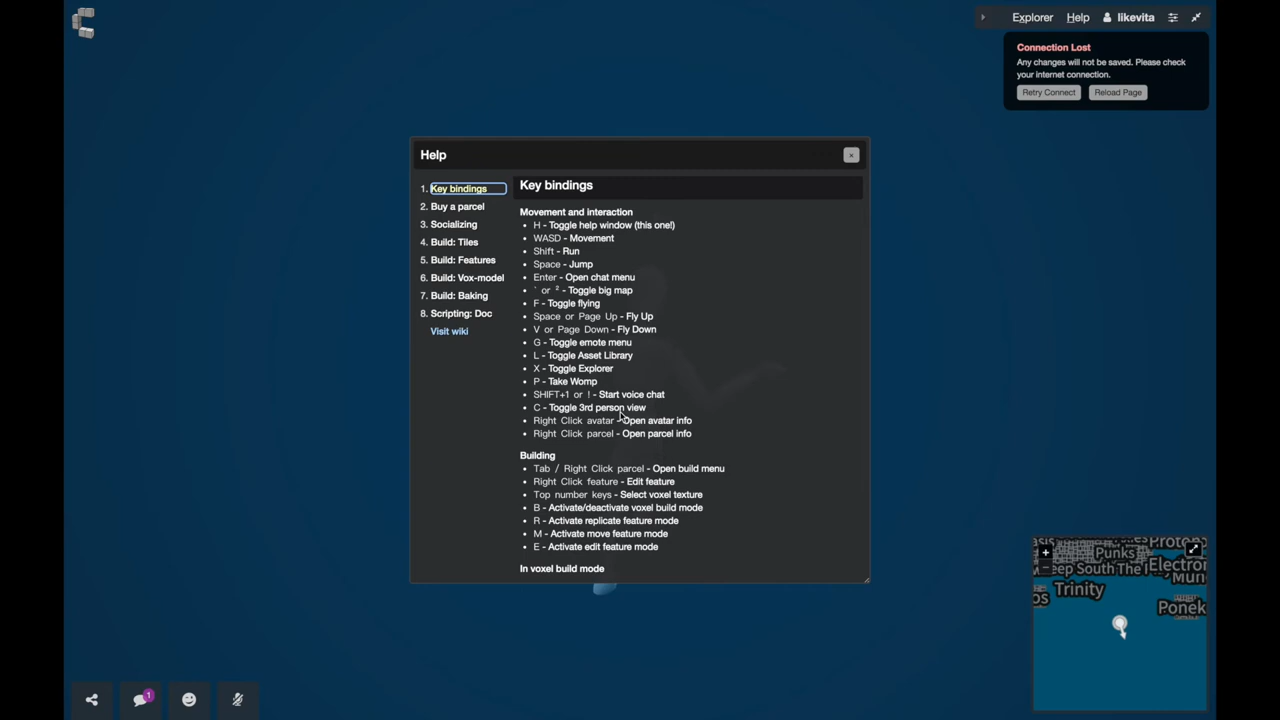 Explorer Help likevita
Connection Lost
Any changes will not be saved. Please check
your internet connection.
Retry Connect Reload Page
Help
×
1. Key bindings
2. Buy a parcel
3. Socializing
4. Build: Tiles
5. Build: Features
6. Build: Vox-model
7. Build: Baking
8. Scripting: Doc
Visit wiki
Key bindings
Movement and interaction
• H - Toggle help window (this one!)
• WASD - Movement
• Shift - Run
• Space - Jump
• Enter - Open chat menu
• ` or ² - Toggle big map
• F - Toggle flying
• Space or Page Up - Fly Up
• V or Page Down - Fly Down
• G - Toggle emote menu
• L - Toggle Asset Library
• X - Toggle Explorer
• P - Take Womp
• SHIFT+1 or ! - Start voice chat
• C - Toggle 3rd person view
• Right Click avatar - Open avatar info
• Right Click parcel - Open parcel info
Building
• Tab / Right Click parcel - Open build menu
• Right Click feature - Edit feature
• Top number keys - Select voxel texture
• B - Activate/deactivate voxel build mode
• R - Activate replicate feature mode
• M - Activate move feature mode
• E - Activate edit feature mode
In voxel build mode
+
−
Punks
South The
Trinity
1